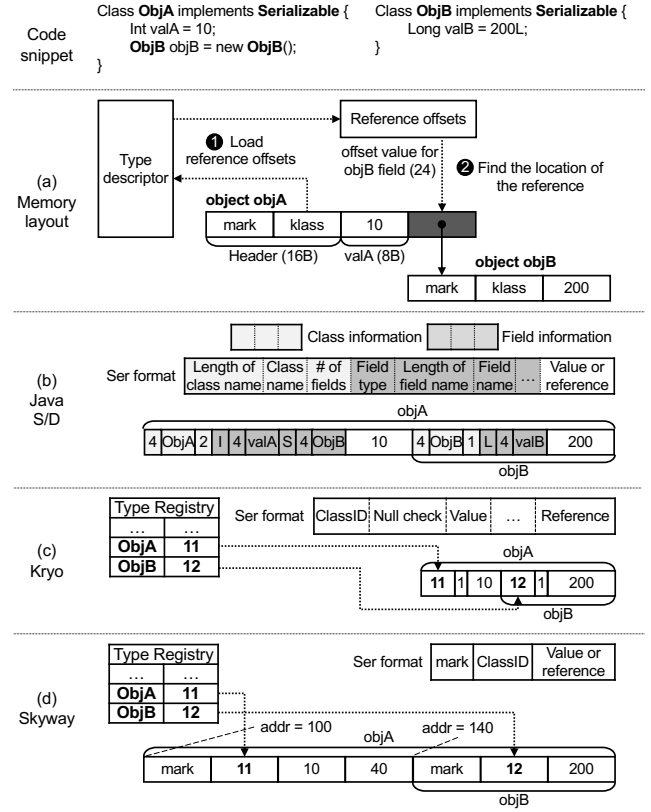 Code
snippet
Class ObjA implements Serializable {
Int valA = 10;
ObjB objB = new ObjB();
}
Class ObjB implements Serializable {
Long valB = 200L;
}
(a)
Memory
layout
Type
descriptor
Reference offsets
❶ Load
reference offsets
offset value for
objB field (24)
❷ Find the location of
the reference
object objA
mark klass 10
Header (16B) valA (8B)
object objB
mark klass 200
(b)
Java
S/D
Class information Field information
Ser format
Length of class name
Class name
# of fields
Field type
Length of field name
Field name
...
Value or reference
objA
4 ObjA 2 I 4 valA S 4 ObjB 10 4 ObjB 1 L 4 valB 200
objB
(c)
Kryo
Type Registry
... ...
ObjA 11
ObjB 12
Ser format ClassID Null check Value ... Reference
objA
11 1 10 12 1 200
objB
(d)
Skyway
Type Registry
... ...
ObjA 11
ObjB 12
Ser format mark ClassID Value or reference
addr = 100 objA addr = 140
mark 11 10 40 mark 12 200
objB